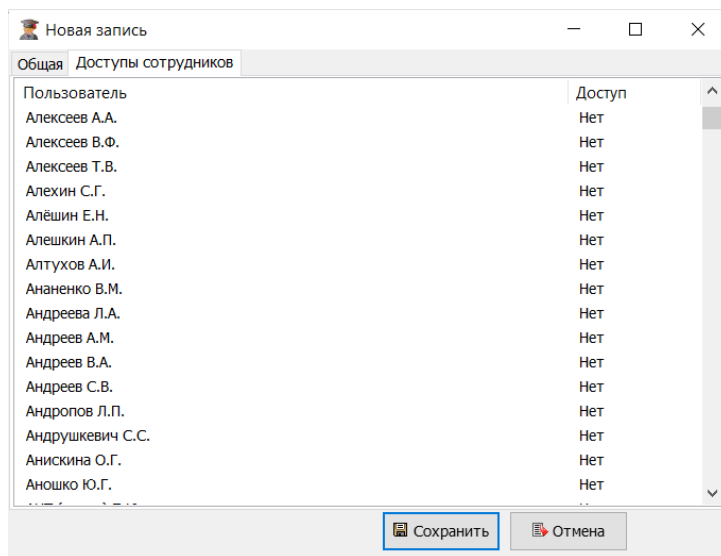 Новая запись
Общая Доступы сотрудников
Пользователь Доступ
Алексеев А.А. Нет
Алексеев В.Ф. Нет
Алексеев Т.В. Нет
Алехин С.Г. Нет
Алёшин Е.Н. Нет
Алешкин А.П. Нет
Алтухов А.И. Нет
Ананенко В.М. Нет
Андреева Л.А. Нет
Андреев А.М. Нет
Андреев В.А. Нет
Андреев С.В. Нет
Андропов Л.П. Нет
Андрушкевич С.С. Нет
Анискина О.Г. Нет
Аношко Ю.Г. Нет
Сохранить Отмена